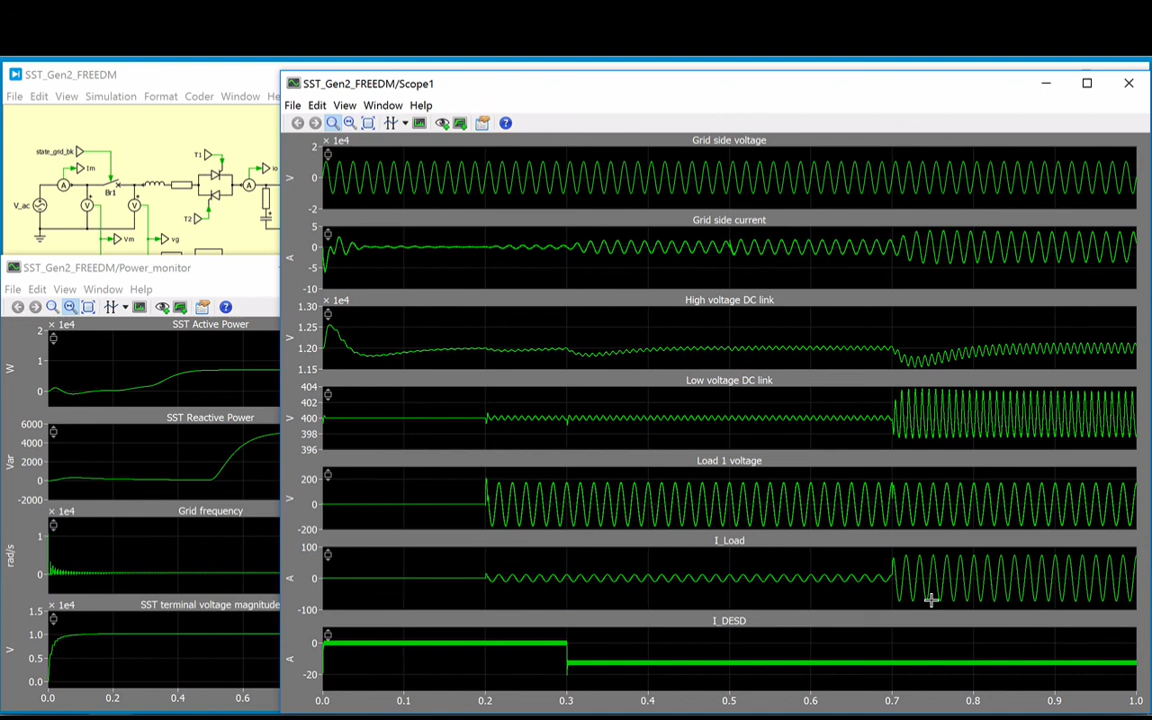 SST_Gen2_FREEDM
File Edit View Simulation Format Coder Window He
state_grid_bk
Im
T1
io
A
Br1
A
V_ac
V
V
T2
Vm
vg
SST_Gen2_FREEDM/Power_monitor
File Edit View Window Help
× 1e4
SST Active Power
2
1
0
W
SST Reactive Power
6000
4000
2000
0
-2000
Var
× 1e4
Grid frequency
1
0
rad/s
× 1e4
SST terminal voltage magnitude
1.5
1.0
0.5
0.0
V
0.0 0.2 0.4 0.6
SST_Gen2_FREEDM/Scope1
File Edit View Window Help
× 1e4
Grid side voltage
2
0
-2
V
Grid side current
5
0
-5
-10
A
× 1e4
High voltage DC link
1.30
1.25
1.20
1.15
V
Low voltage DC link
404
402
400
398
396
V
Load 1 voltage
200
0
-200
V
I_Load
100
0
-100
A
I_DESD
0
-20
A
0.0 0.1 0.2 0.3 0.4 0.5 0.6 0.7 0.8 0.9 1.0